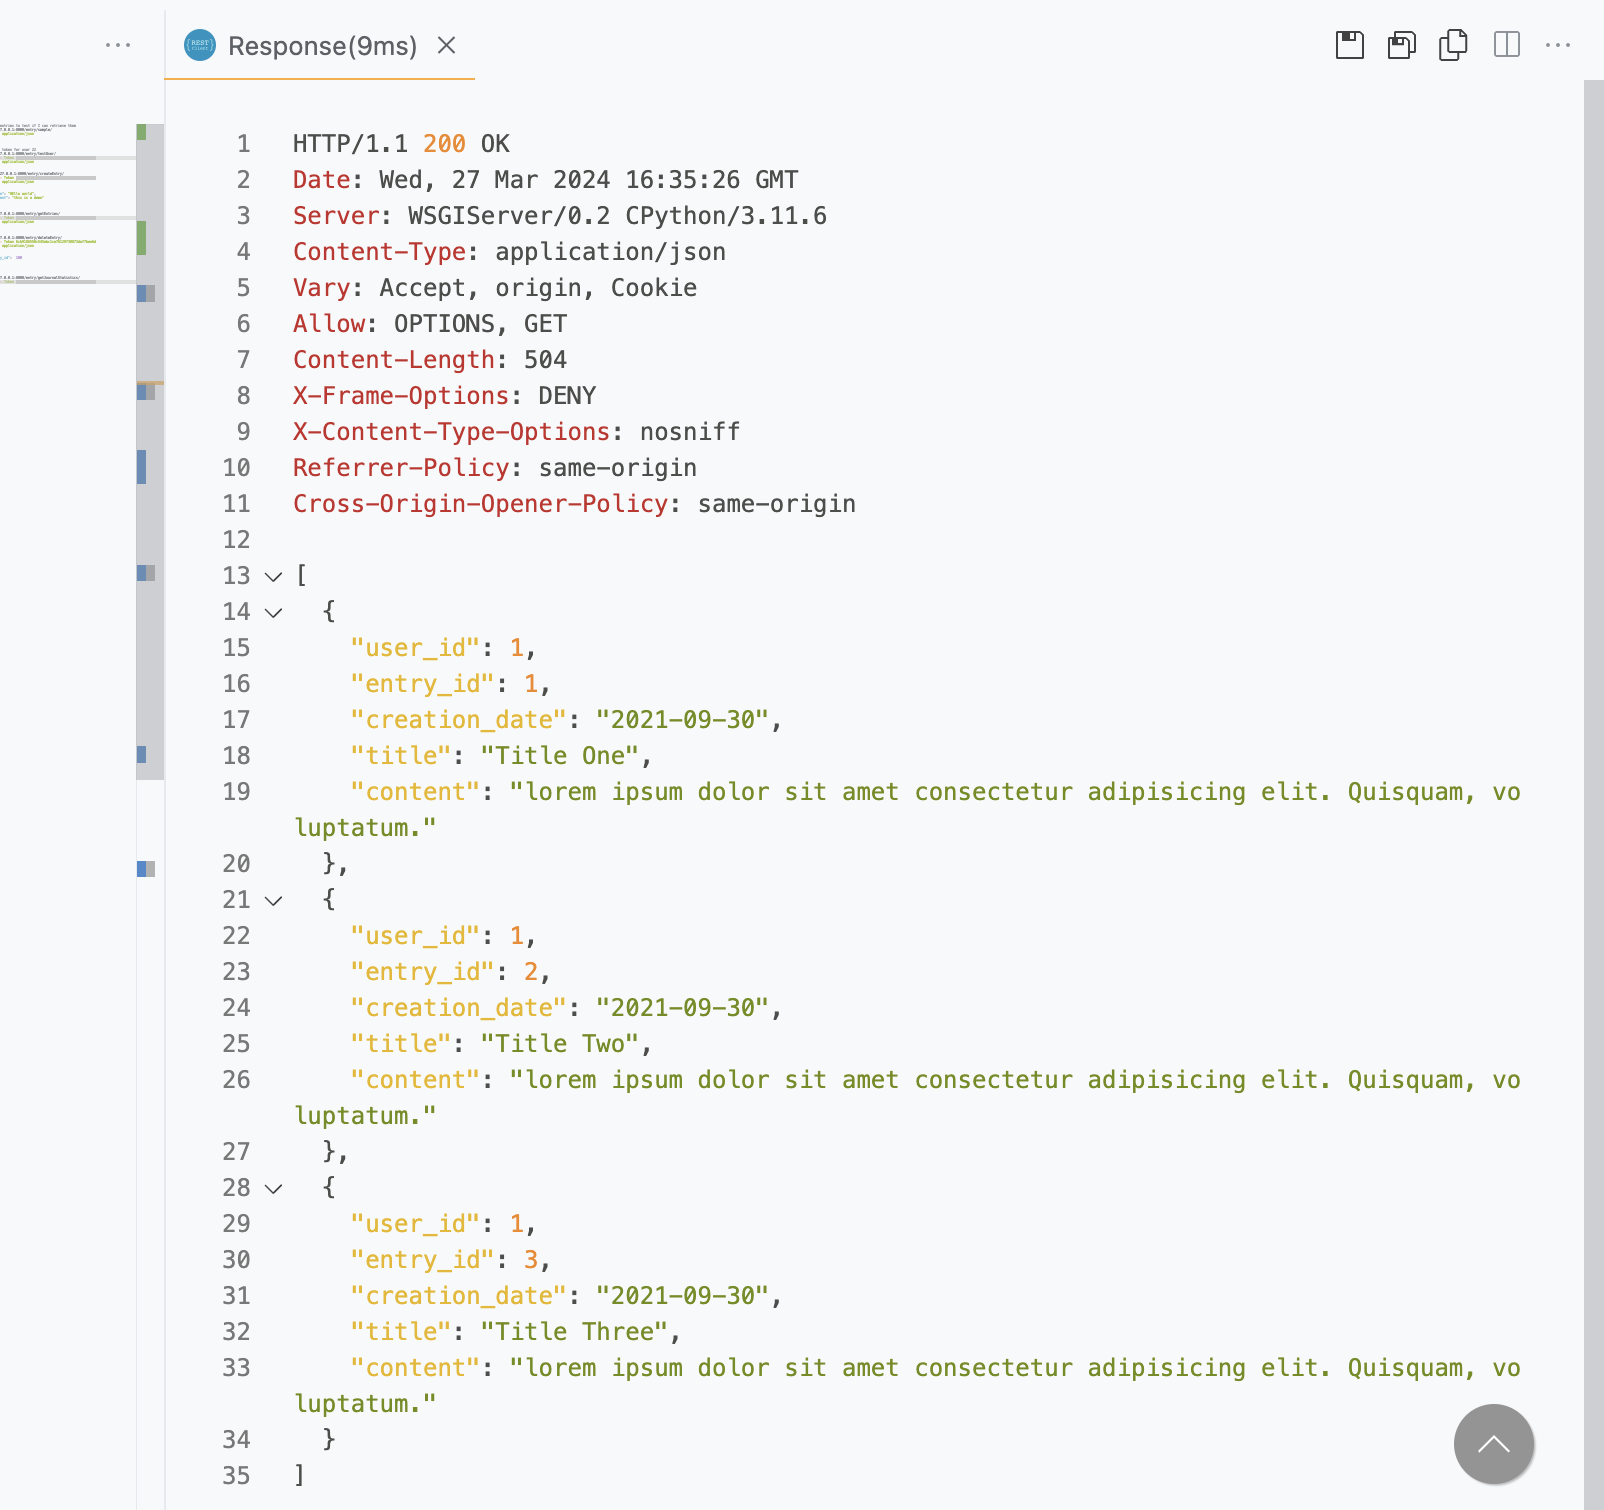 Response(9ms)
1 HTTP/1.1 200 OK
2 Date: Wed, 27 Mar 2024 16:35:26 GMT
3 Server: WSGIServer/0.2 CPython/3.11.6
4 Content-Type: application/json
5 Vary: Accept, origin, Cookie
6 Allow: OPTIONS, GET
7 Content-Length: 504
8 X-Frame-Options: DENY
9 X-Content-Type-Options: nosniff
10 Referrer-Policy: same-origin
11 Cross-Origin-Opener-Policy: same-origin
12
13 [
14 {
15 "user_id": 1,
16 "entry_id": 1,
17 "creation_date": "2021-09-30",
18 "title": "Title One",
19 "content": "lorem ipsum dolor sit amet consectetur adipisicing elit. Quisquam, vo
luptatum."
20 },
21 {
22 "user_id": 1,
23 "entry_id": 2,
24 "creation_date": "2021-09-30",
25 "title": "Title Two",
26 "content": "lorem ipsum dolor sit amet consectetur adipisicing elit. Quisquam, vo
luptatum."
27 },
28 {
29 "user_id": 1,
30 "entry_id": 3,
31 "creation_date": "2021-09-30",
32 "title": "Title Three",
33 "content": "lorem ipsum dolor sit amet consectetur adipisicing elit. Quisquam, vo
luptatum."
34 }
35 ]